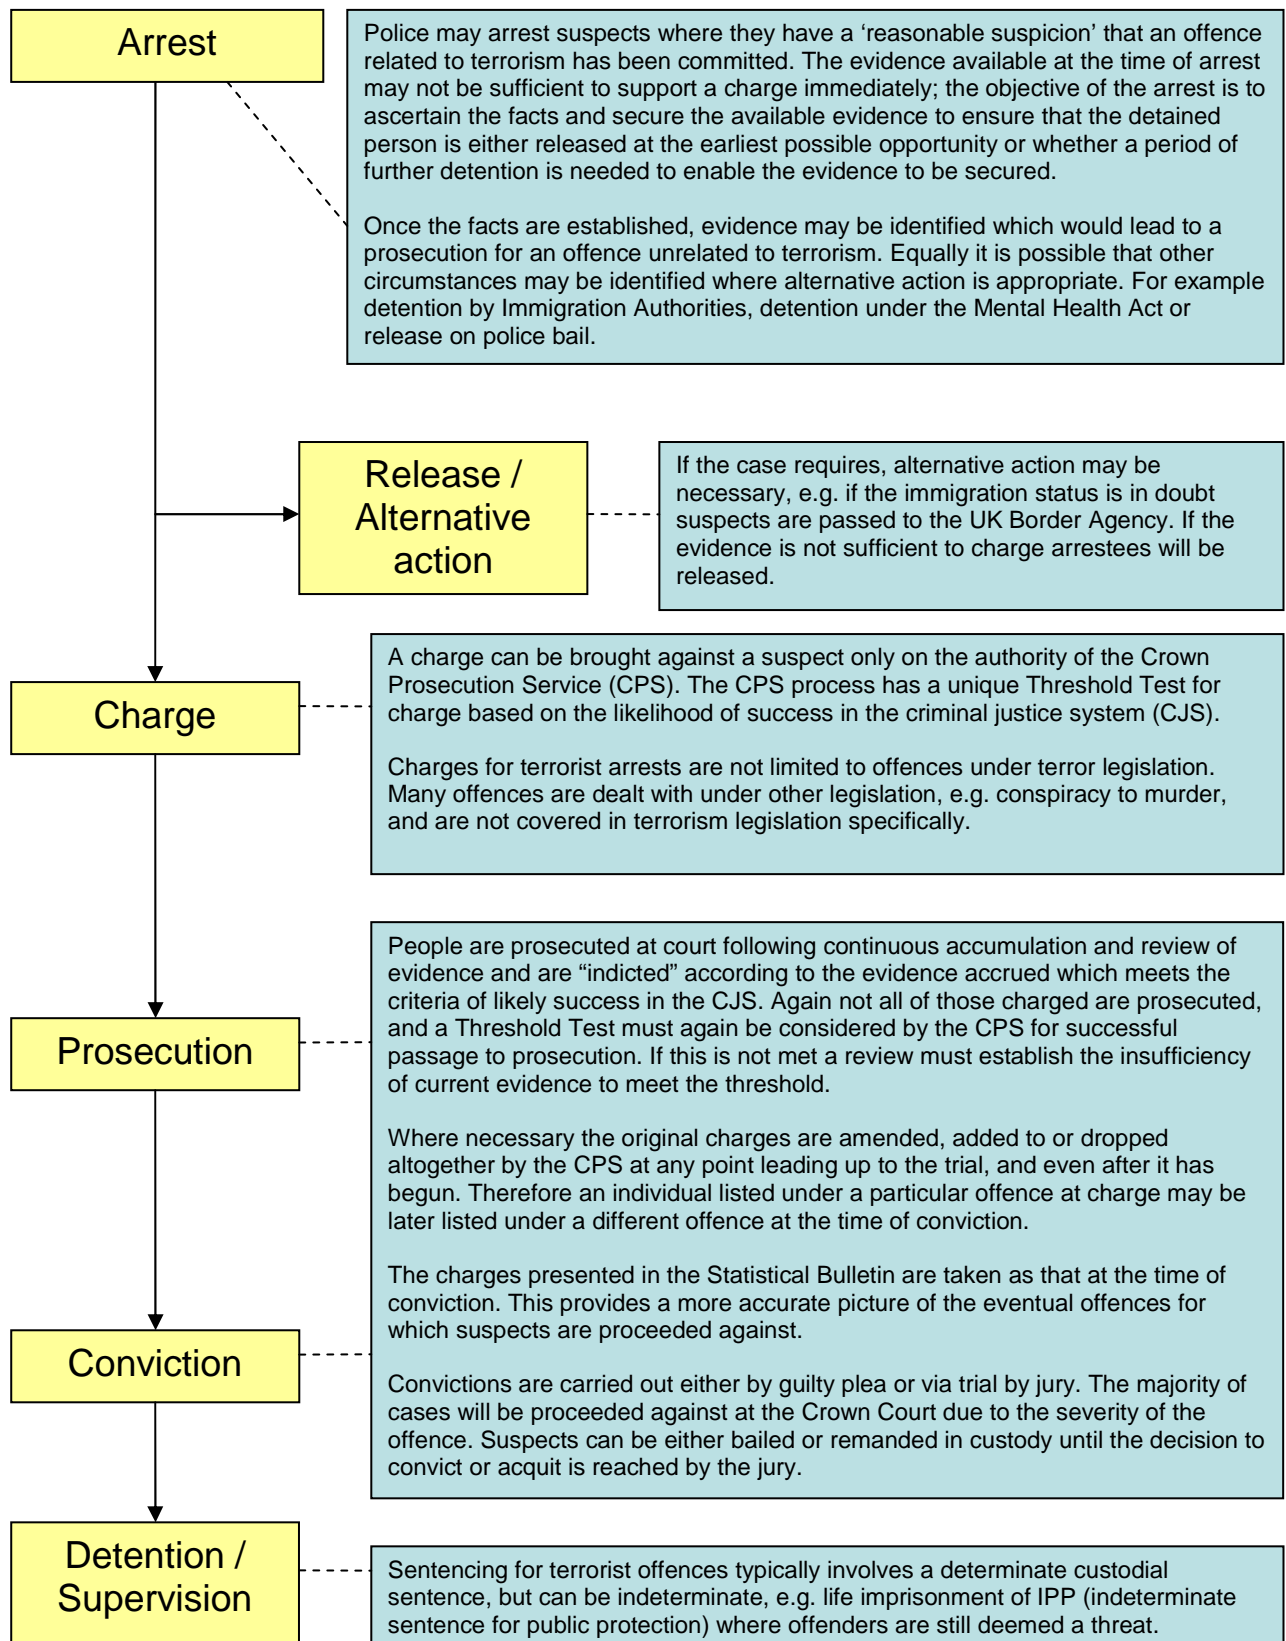 Arrest
Police may arrest suspects where they have a ‘reasonable suspicion’ that an offence
related to terrorism has been committed. The evidence available at the time of arrest
may not be sufficient to support a charge immediately; the objective of the arrest is to
ascertain the facts and secure the available evidence to ensure that the detained
person is either released at the earliest possible opportunity or whether a period of
further detention is needed to enable the evidence to be secured.
Once the facts are established, evidence may be identified which would lead to a
prosecution for an offence unrelated to terrorism. Equally it is possible that other
circumstances may be identified where alternative action is appropriate. For example
detention by Immigration Authorities, detention under the Mental Health Act or
release on police bail.
Release /
Alternative
action
If the case requires, alternative action may be
necessary, e.g. if the immigration status is in doubt
suspects are passed to the UK Border Agency. If the
evidence is not sufficient to charge arrestees will be
released.
Charge
A charge can be brought against a suspect only on the authority of the Crown
Prosecution Service (CPS). The CPS process has a unique Threshold Test for
charge based on the likelihood of success in the criminal justice system (CJS).
Charges for terrorist arrests are not limited to offences under terror legislation.
Many offences are dealt with under other legislation, e.g. conspiracy to murder,
and are not covered in terrorism legislation specifically.
Prosecution
People are prosecuted at court following continuous accumulation and review of
evidence and are “indicted” according to the evidence accrued which meets the
criteria of likely success in the CJS. Again not all of those charged are prosecuted,
and a Threshold Test must again be considered by the CPS for successful
passage to prosecution. If this is not met a review must establish the insufficiency
of current evidence to meet the threshold.
Where necessary the original charges are amended, added to or dropped
altogether by the CPS at any point leading up to the trial, and even after it has
begun. Therefore an individual listed under a particular offence at charge may be
later listed under a different offence at the time of conviction.
The charges presented in the Statistical Bulletin are taken as that at the time of
conviction. This provides a more accurate picture of the eventual offences for
which suspects are proceeded against.
Conviction
Convictions are carried out either by guilty plea or via trial by jury. The majority of
cases will be proceeded against at the Crown Court due to the severity of the
offence. Suspects can be either bailed or remanded in custody until the decision to
convict or acquit is reached by the jury.
Detention /
Supervision
Sentencing for terrorist offences typically involves a determinate custodial
sentence, but can be indeterminate, e.g. life imprisonment of IPP (indeterminate
sentence for public protection) where offenders are still deemed a threat.